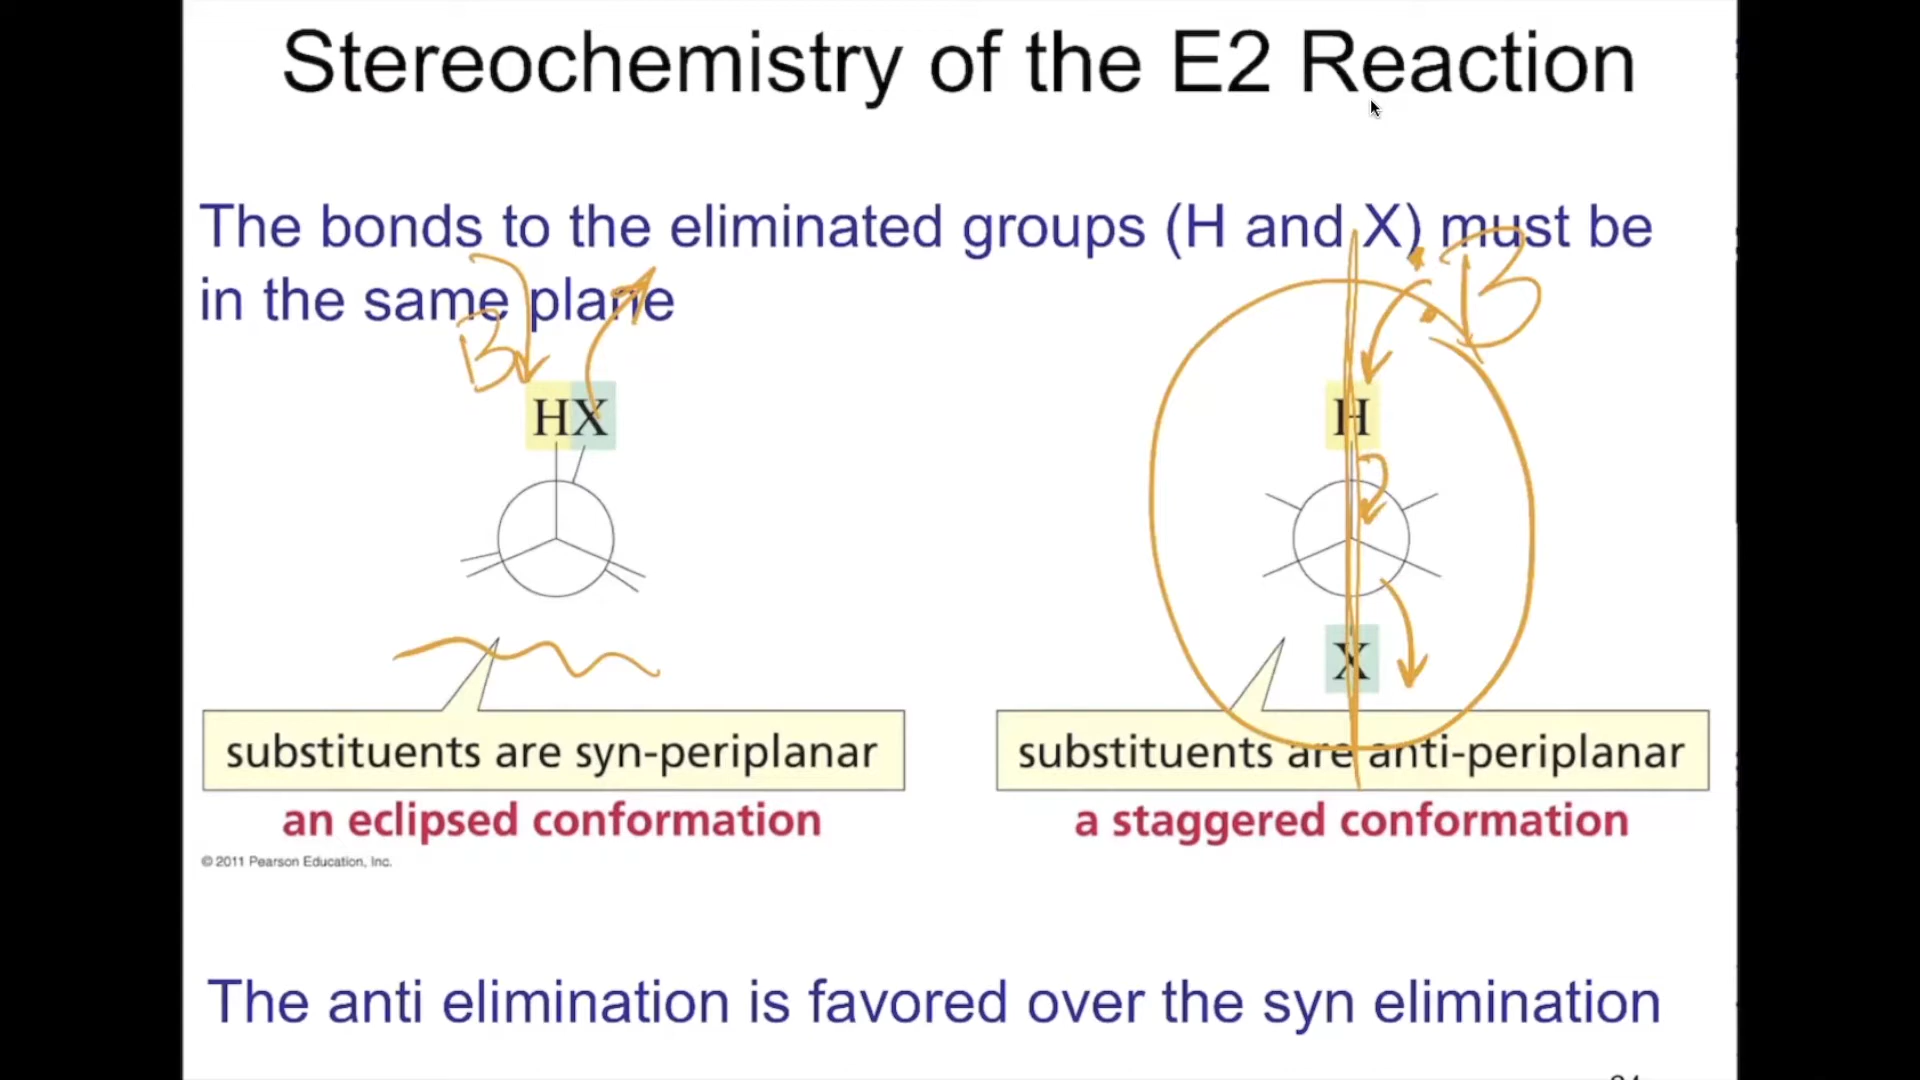 Stereochemistry of the E2 Reaction
The bonds to the eliminated groups (H and X) must be
in the same plane
B
:B
HX
H
X
substituents are syn-periplanar
substituents are anti-periplanar
an eclipsed conformation
a staggered conformation
© 2011 Pearson Education, Inc.
The anti elimination is favored over the syn elimination